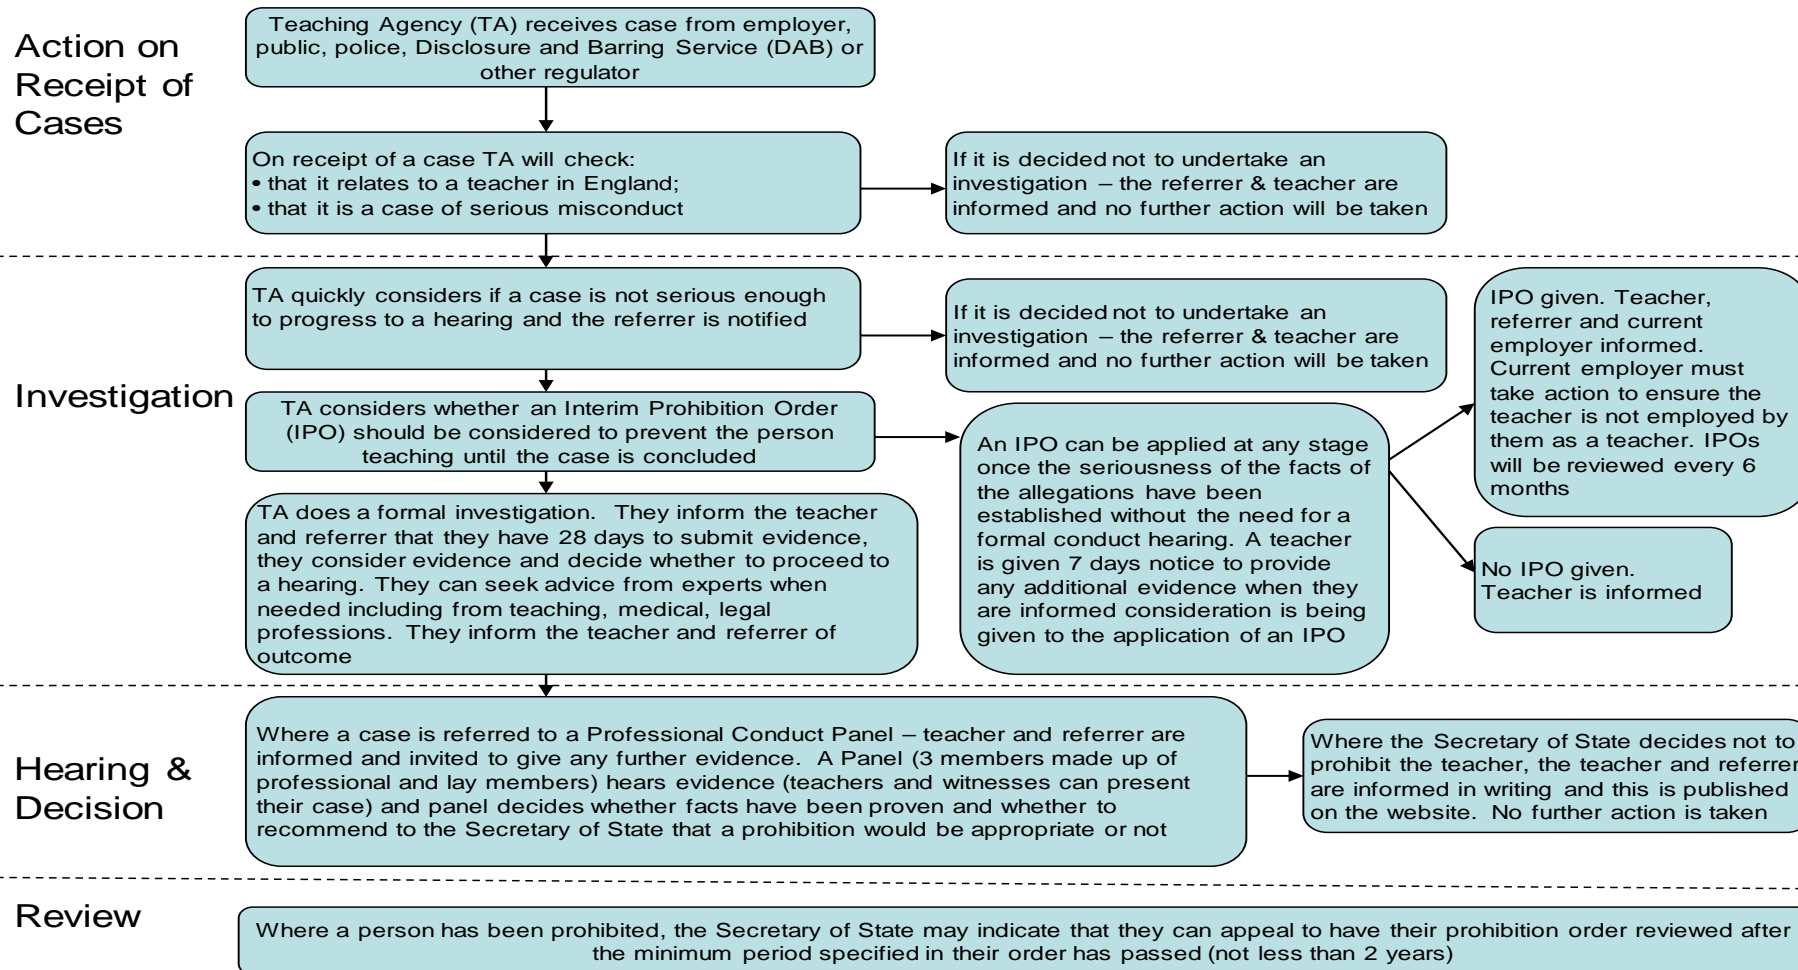 Action on
Receipt of
Cases
Teaching Agency (TA) receives case from employer,
public, police, Disclosure and Barring Service (DAB) or
other regulator
On receipt of a case TA will check:
• that it relates to a teacher in England;
• that it is a case of serious misconduct
If it is decided not to undertake an
investigation – the referrer & teacher are
informed and no further action will be taken
Investigation
TA quickly considers if a case is not serious enough
to progress to a hearing and the referrer is notified
If it is decided not to undertake an
investigation – the referrer & teacher are
informed and no further action will be taken
TA considers whether an Interim Prohibition Order
(IPO) should be considered to prevent the person
teaching until the case is concluded
An IPO can be applied at any stage
once the seriousness of the facts of
the allegations have been
established without the need for a
formal conduct hearing. A teacher
is given 7 days notice to provide
any additional evidence when they
are informed consideration is being
given to the application of an IPO
IPO given. Teacher,
referrer and current
employer informed.
Current employer must
take action to ensure the
teacher is not employed by
them as a teacher. IPOs
will be reviewed every 6
months
No IPO given.
Teacher is informed
TA does a formal investigation. They inform the teacher
and referrer that they have 28 days to submit evidence,
they consider evidence and decide whether to proceed to
a hearing. They can seek advice from experts when
needed including from teaching, medical, legal
professions. They inform the teacher and referrer of
outcome
Hearing &
Decision
Where a case is referred to a Professional Conduct Panel – teacher and referrer are
informed and invited to give any further evidence. A Panel (3 members made up of
professional and lay members) hears evidence (teachers and witnesses can present
their case) and panel decides whether facts have been proven and whether to
recommend to the Secretary of State that a prohibition would be appropriate or not
Where the Secretary of State decides not to
prohibit the teacher, the teacher and referrer
are informed in writing and this is published
on the website. No further action is taken
Review
Where a person has been prohibited, the Secretary of State may indicate that they can appeal to have their prohibition order reviewed after
the minimum period specified in their order has passed (not less than 2 years)